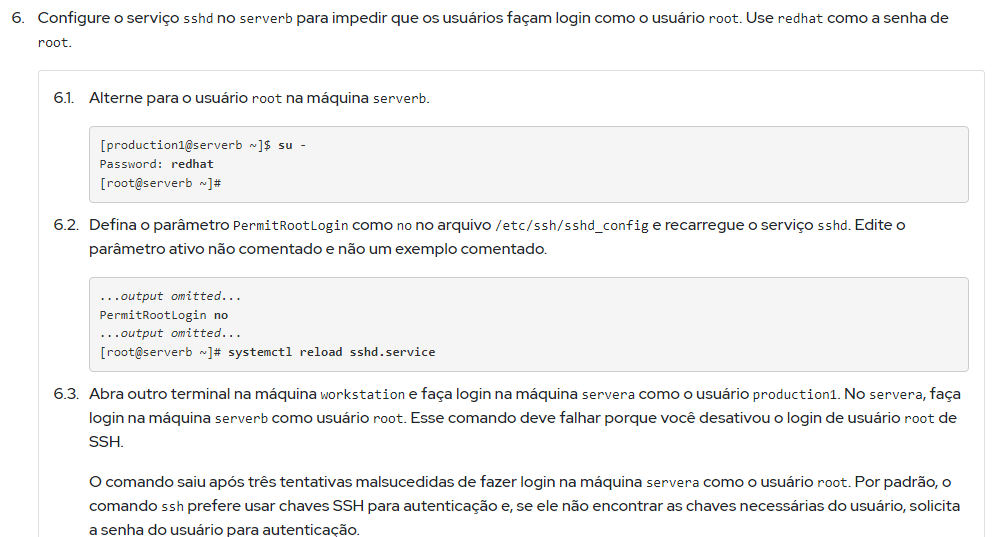 6. Configure o serviço sshd no serverb para impedir que os usuários façam login como o usuário root. Use redhat como a senha de
root.
6.1. Alterne para o usuário root na máquina serverb.
[production1@serverb ~]$ su -
Password: redhat
[root@serverb ~]#
6.2. Defina o parâmetro PermitRootLogin como no no arquivo /etc/ssh/sshd_config e recarregue o serviço sshd. Edite o
parâmetro ativo não comentado e não um exemplo comentado.
...output omitted...
PermitRootLogin no
...output omitted...
[root@serverb ~]# systemctl reload sshd.service
6.3. Abra outro terminal na máquina workstation e faça login na máquina servera como o usuário production1. No servera, faça
login na máquina serverb como usuário root. Esse comando deve falhar porque você desativou o login de usuário root de
SSH.
O comando saiu após três tentativas malsucedidas de fazer login na máquina servera como o usuário root. Por padrão, o
comando ssh prefere usar chaves SSH para autenticação e, se ele não encontrar as chaves necessárias do usuário, solicita
a senha do usuário para autenticação.